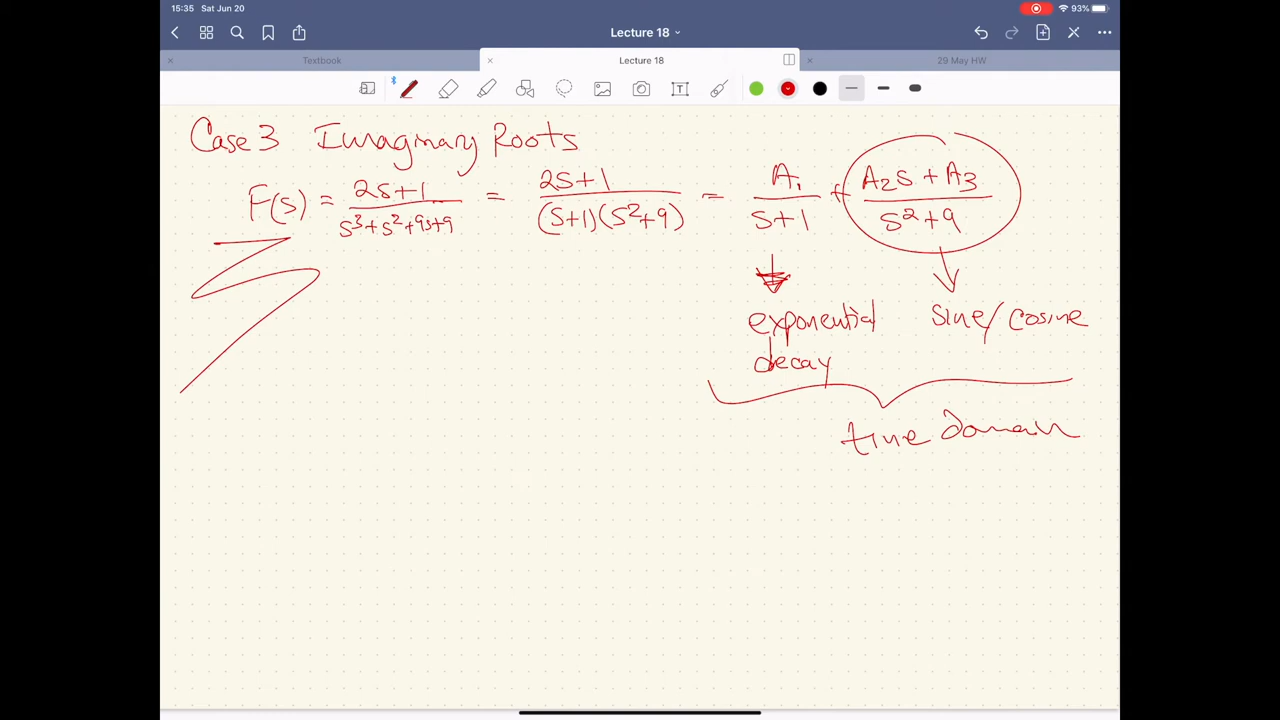 15:35 Sat Jun 20
93%
Lecture 18
Textbook
Lecture 18
29 May HW
Case 3 Imaginary Roots
F(s) = 2s+1 / s³+s²+9s+9 = 2s+1 / (s+1)(s²+9) = A₁ / s+1 + A₂s + A₃ / s²+9
exponential sine/cosine
decay
time domain